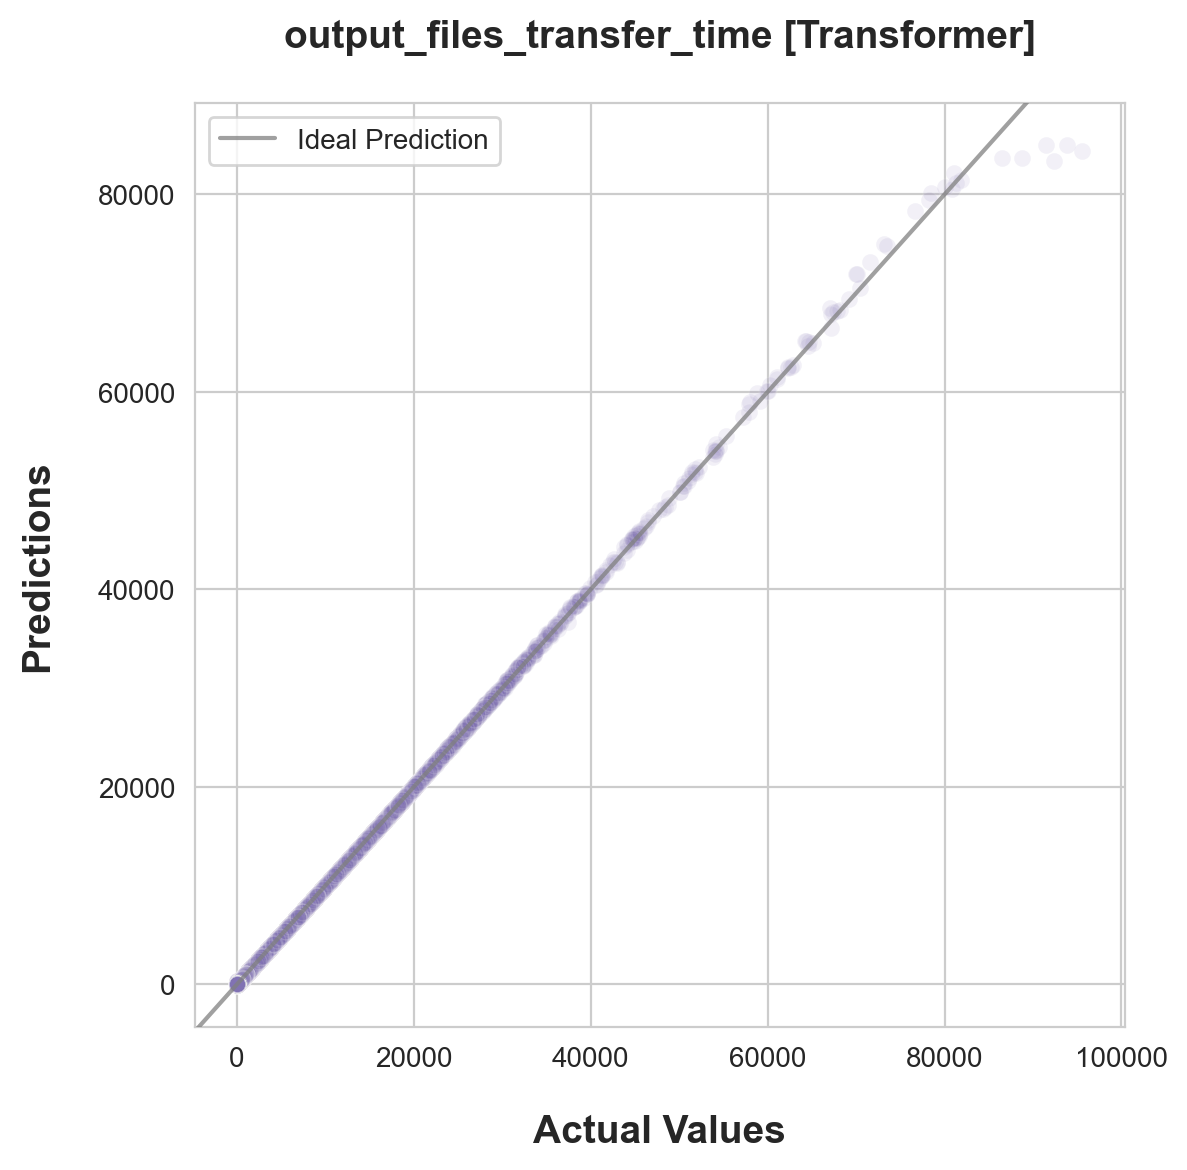 output_files_transfer_time [Transformer]
Ideal Prediction
80000
60000
40000
20000
0
Predictions
0 20000 40000 60000 80000 100000
Actual Values